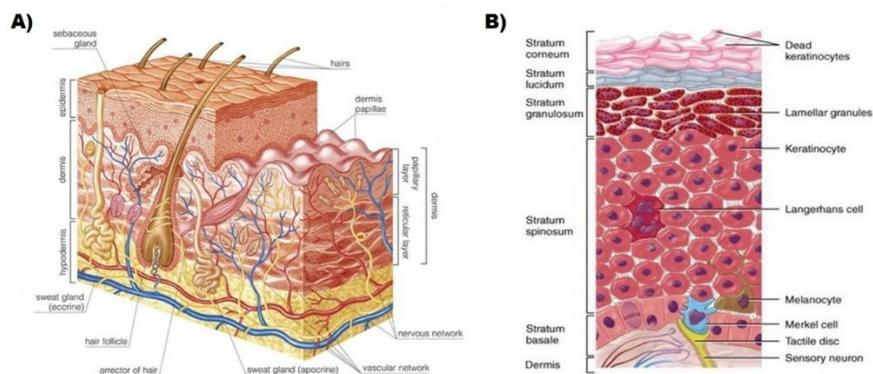 A)
sebaceous
gland
hairs
epidermis
dermis
papillae
dermis
papillary
layer
reticular layer
dermis
hypodermis
sweat gland
(eccrine)
hair follicle
arrector of hair
sweat gland (apocrine)
vascular network
nervous network
B)
Stratum
corneum
Dead
keratinocytes
Stratum
lucidum
Stratum
granulosum
Lamellar granules
Keratinocyte
Langerhans cell
Stratum
spinosum
Melanocyte
Merkel cell
Stratum
basale
Tactile disc
Sensory neuron
Dermis